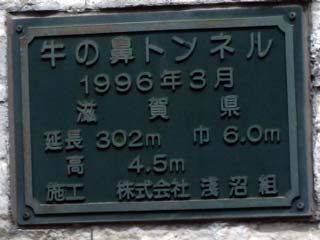 牛の鼻トンネル
1996年3月
滋賀県
延長 302m 巾 6.0m
高 4.5m
施工 株式会社 浅沼組